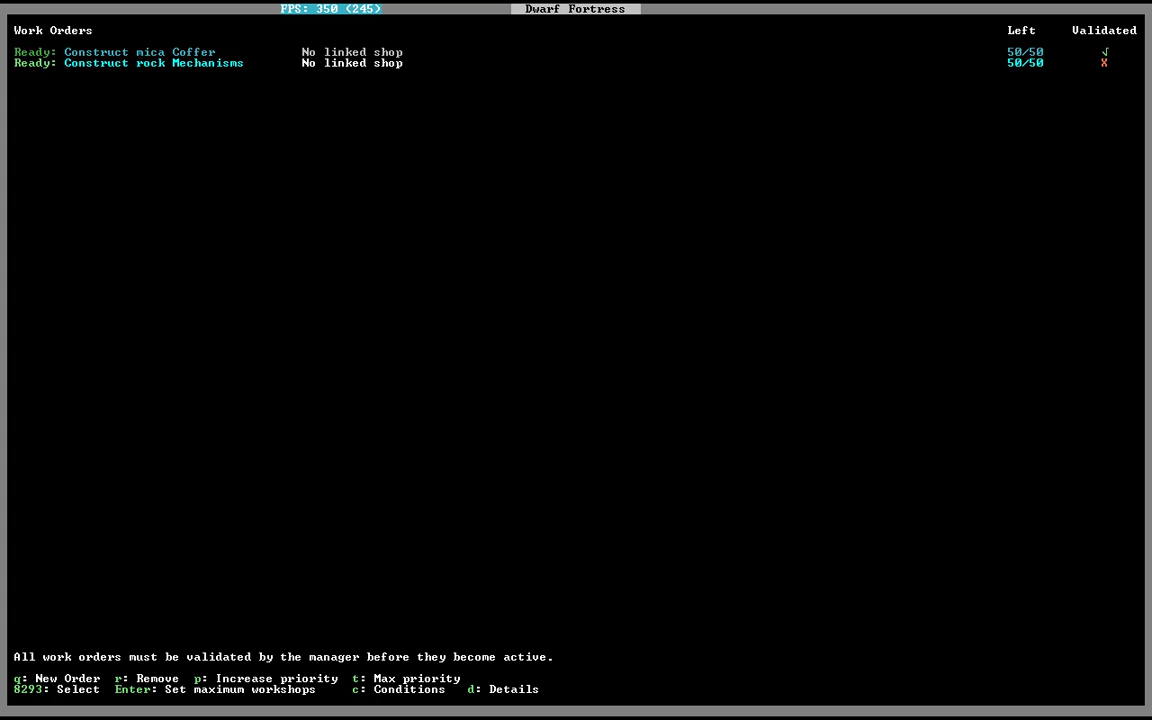 FPS: 350 (245) Dwarf Fortress
Work Orders Left Validated
Ready: Construct mica Coffer No linked shop 50/50 √
Ready: Construct rock Mechanisms No linked shop 50/50 X
All work orders must be validated by the manager before they become active.
q: New Order r: Remove p: Increase priority t: Max priority
8293: Select Enter: Set maximum workshops c: Conditions d: Details